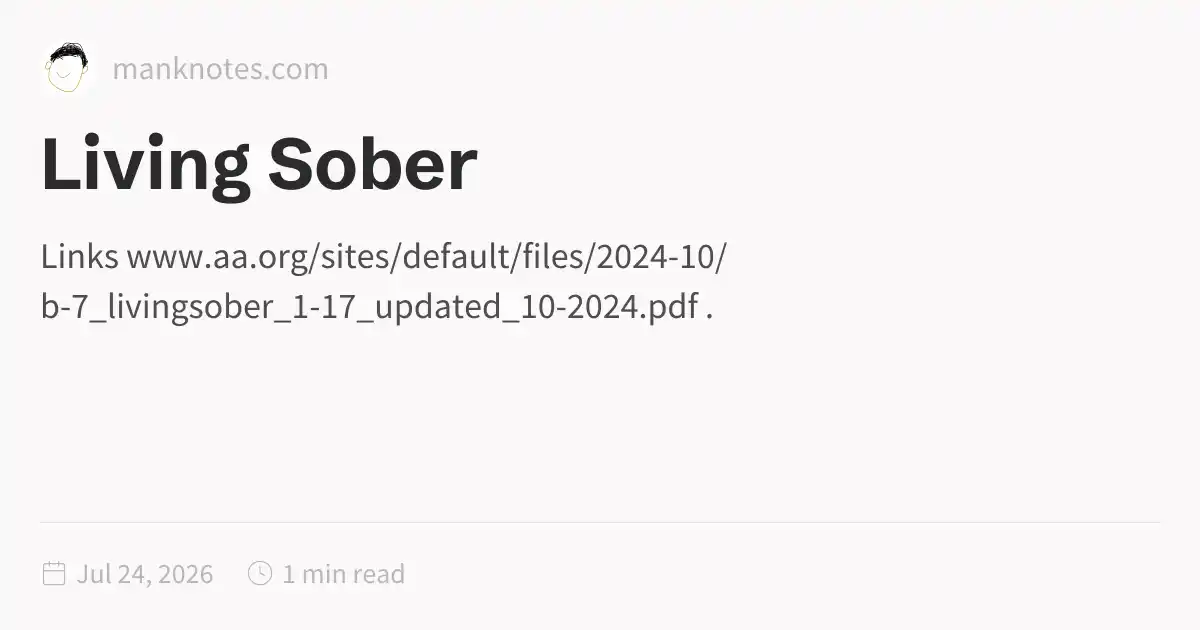 manknotes.com
Living Sober
Links www.aa.org/sites/default/files/2024-10/
b-7_livingsober_1-17_updated_10-2024.pdf .
Jul 24, 2026 1 min read